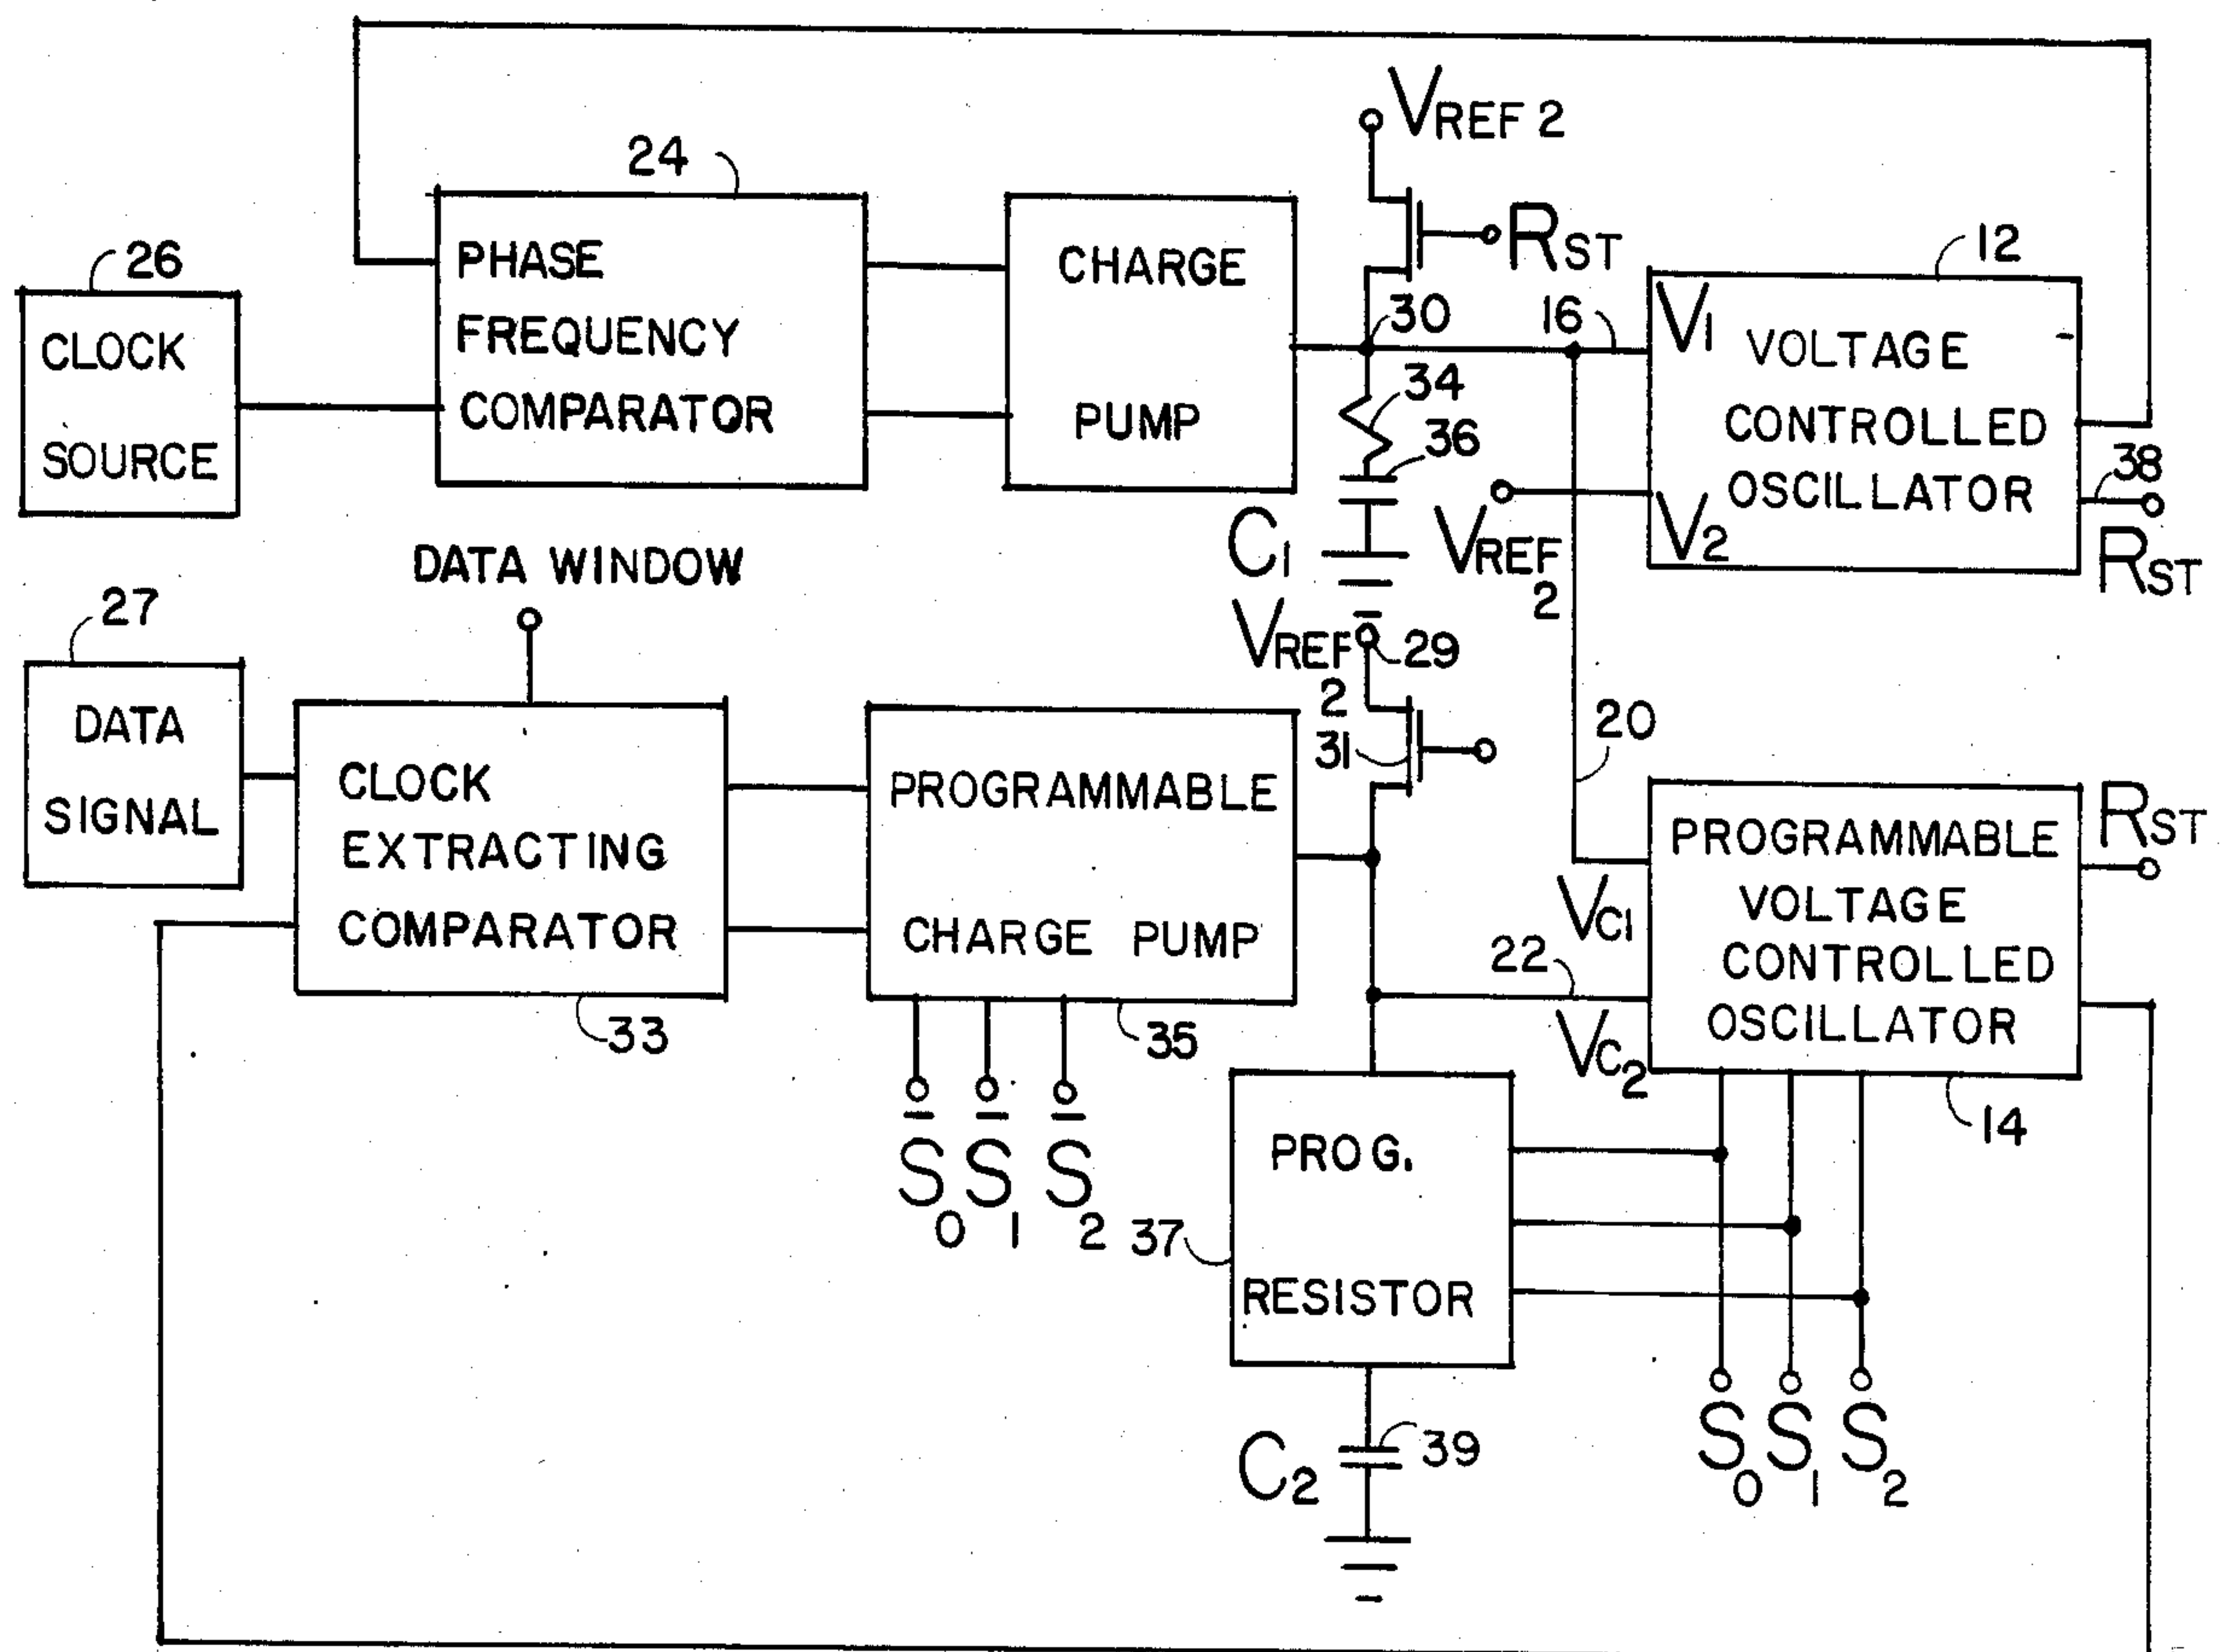 VREF 2
24
RST
26
CLOCK
SOURCE
PHASE
FREQUENCY
COMPARATOR
CHARGE
PUMP
30
16
12
V1
VOLTAGE
CONTROLLED
OSCILLATOR
V2
34
36
C1
VREF
2
38
RST
DATA WINDOW
27
DATA
SIGNAL
VREF
2
29
31
20
CLOCK
EXTRACTING
COMPARATOR
33
PROGRAMMABLE
CHARGE PUMP
35
S̅0 S̅1 S̅2
PROGRAMMABLE
VOLTAGE
CONTROLLED
OSCILLATOR
RST
VC1
22
VC2
14
37
PROG.
RESISTOR
C2
39
S0 S1 S2